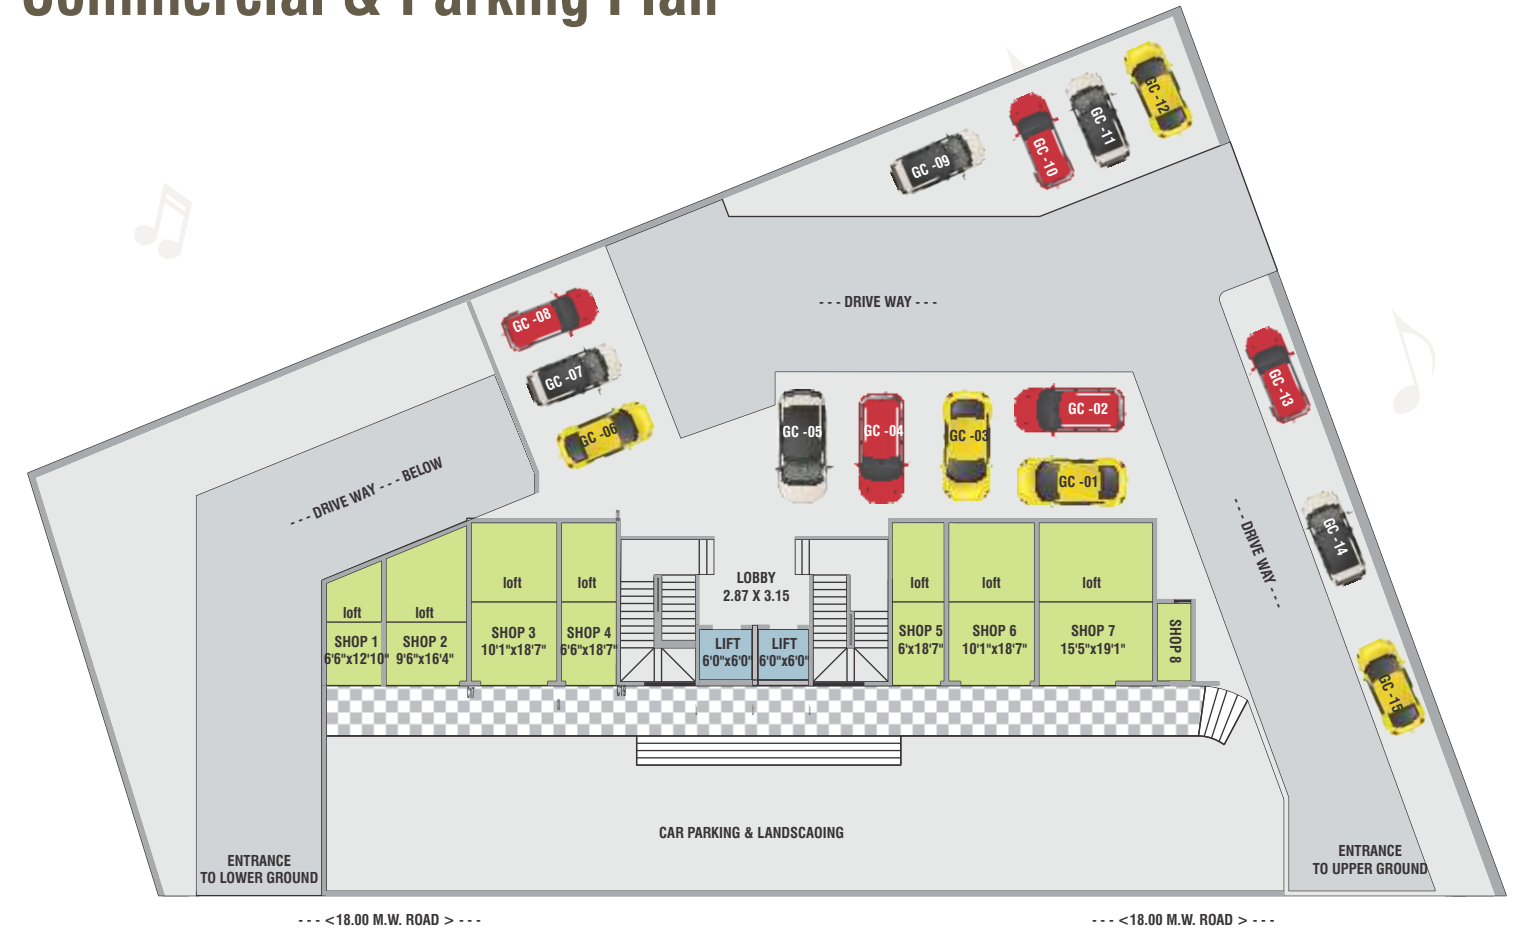 Commercial & Parking Plan
GC -12
GC -11
GC -10
GC -09
- - - DRIVE WAY - - -
GC -08
GC -07
GC -06
GC -13
GC -02
GC -05
GC -04
GC -03
GC -01
- - - DRIVE WAY - - - BELOW
- - - DRIVE WAY - - -
GC -14
GC -15
LOBBY
2.87 X 3.15
loft
loft
loft
loft
loft
loft
loft
SHOP 1
6'6"x12'10"
SHOP 2
9'6"x16'4"
SHOP 3
10'1"x18'7"
SHOP 4
6'6"x18'7"
LIFT
6'0"x6'0"
LIFT
6'0"x6'0"
SHOP 5
6'x18'7"
SHOP 6
10'1"x18'7"
SHOP 7
15'5"x19'1"
SHOP 8
C17
C19
CAR PARKING & LANDSCAOING
ENTRANCE
TO LOWER GROUND
ENTRANCE
TO UPPER GROUND
- - - <18.00 M.W. ROAD > - - -
- - - <18.00 M.W. ROAD > - - -